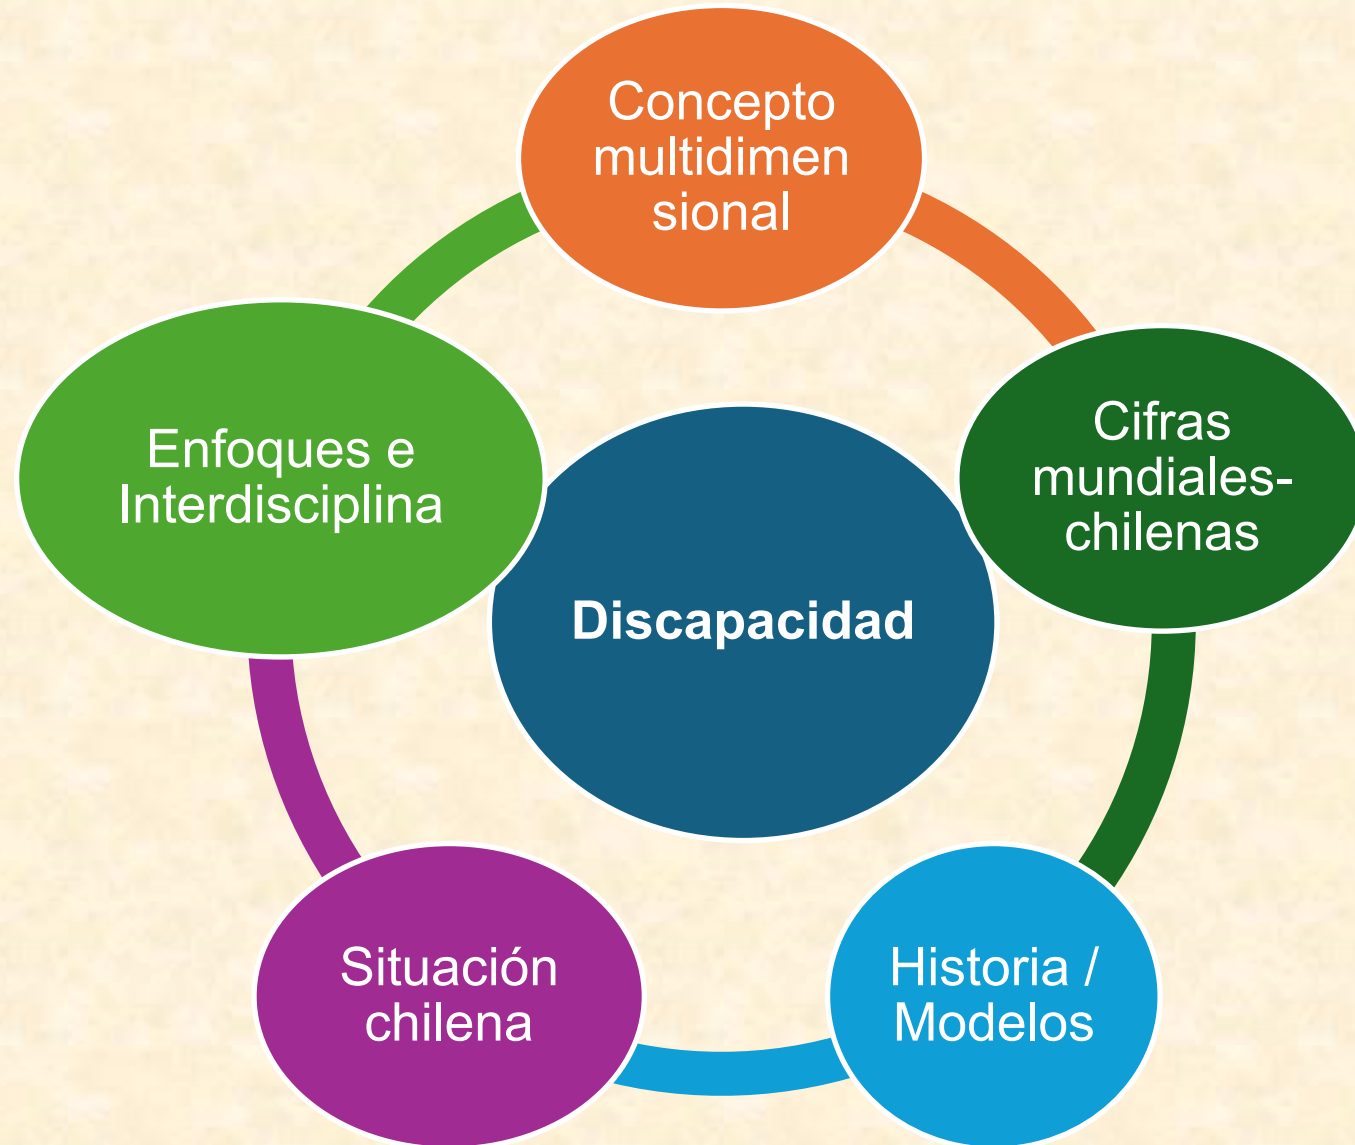 Concepto
multidimen
sional
Cifras
mundiales-
chilenas
Historia /
Modelos
Situación
chilena
Enfoques e
Interdisciplina
Discapacidad